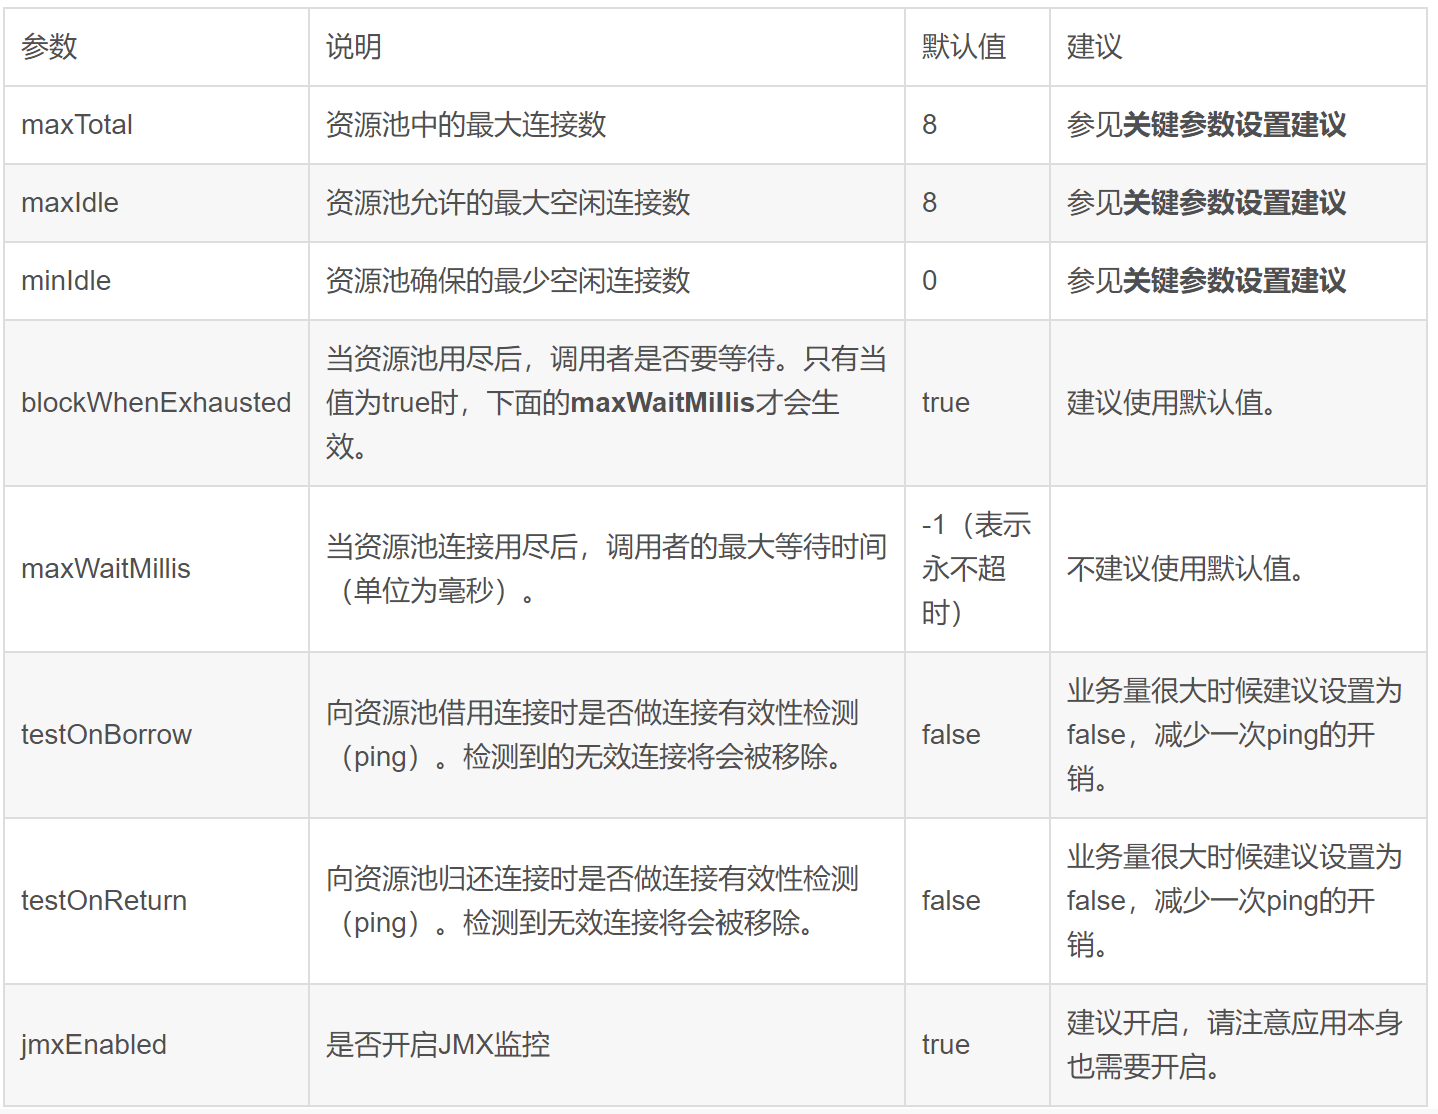 参数 说明 默认值 建议
maxTotal 资源池中的最大连接数 8 参见关键参数设置建议
maxIdle 资源池允许的最大空闲连接数 8 参见关键参数设置建议
minIdle 资源池确保的最少空闲连接数 0 参见关键参数设置建议
blockWhenExhausted
当资源池用尽后，调用者是否要等待。只有当
值为true时，下面的maxWaitMillis才会生
效。
true
建议使用默认值。
maxWaitMillis
当资源池连接用尽后，调用者的最大等待时间
（单位为毫秒）。
-1（表示
永不超
时）
不建议使用默认值。
testOnBorrow
向资源池借用连接时是否做连接有效性检测
（ping）。检测到的无效连接将会被移除。
false
业务量很大时候建议设置为
false，减少一次ping的开
销。
testOnReturn
向资源池归还连接时是否做连接有效性检测
（ping）。检测到无效连接将会被移除。
false
业务量很大时候建议设置为
false，减少一次ping的开
销。
jmxEnabled
是否开启JMX监控
true
建议开启，请注意应用本身
也需要开启。